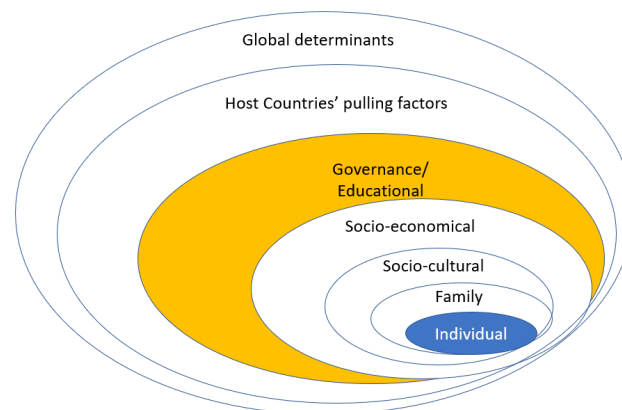 Global determinants
Host Countries' pulling factors
Governance/
Educational
Socio-economical
Socio-cultural
Family
Individual